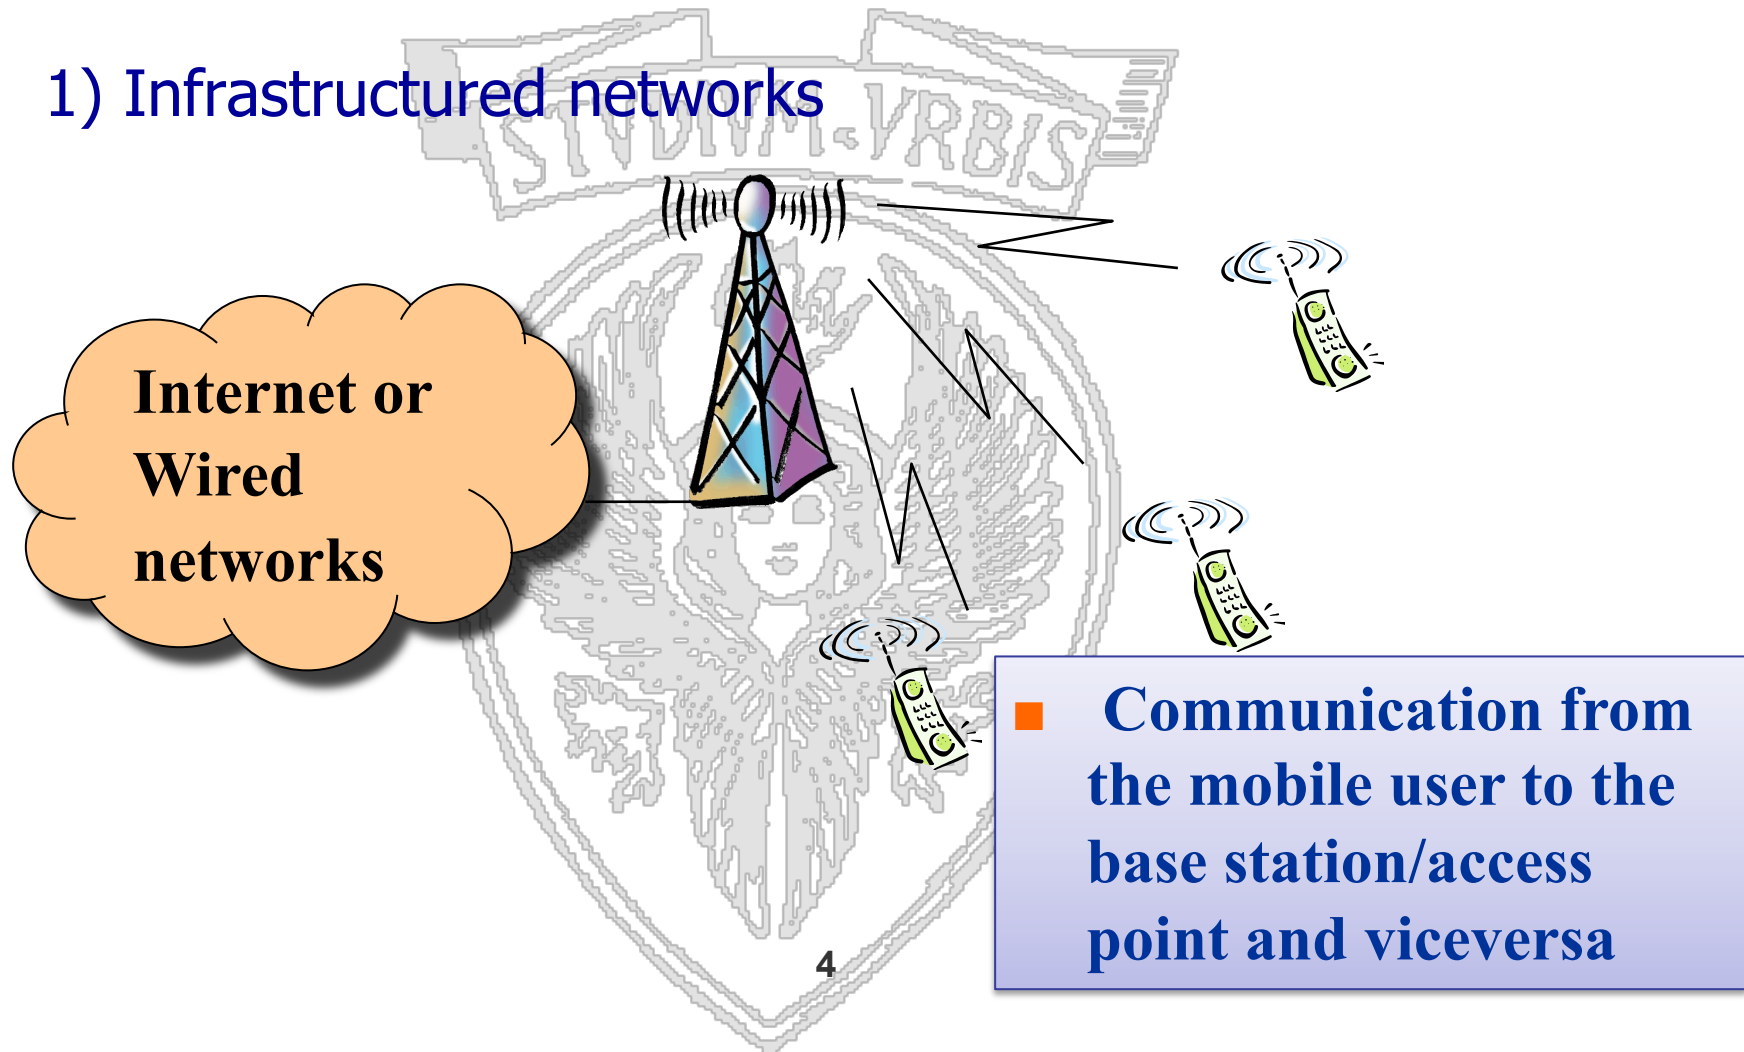 1) Infrastructured networks
STVDIVM VRBIS
Internet or
Wired
networks
■ Communication from
the mobile user to the
base station/access
point and viceversa
4